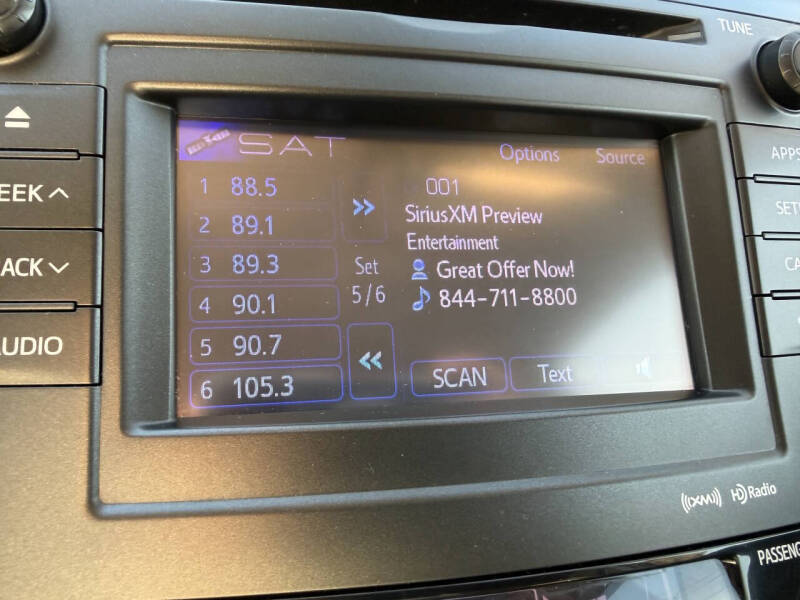 TUNE
SAT
Options
Source
1 88.5
2 89.1
3 89.3
4 90.1
5 90.7
6 105.3
»
Set
5/6
«
001
SiriusXM Preview
Entertainment
Great Offer Now!
844-711-8800
SCAN
Text
EEK ∧
ACK ∨
UDIO
APPS
SET
CA
((XM))
HD Radio
PASSENG